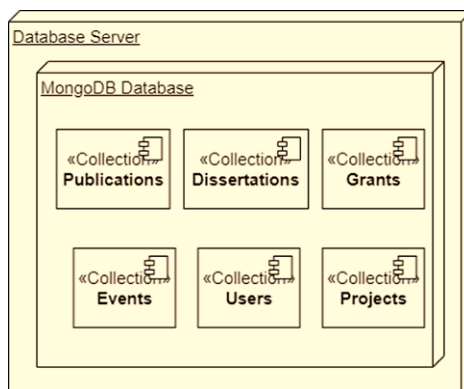 Database Server
MongoDB Database
«Collection» «Collection» «Collection»
Publications Dissertations Grants
«Collection» «Collection» «Collection»
Events Users Projects